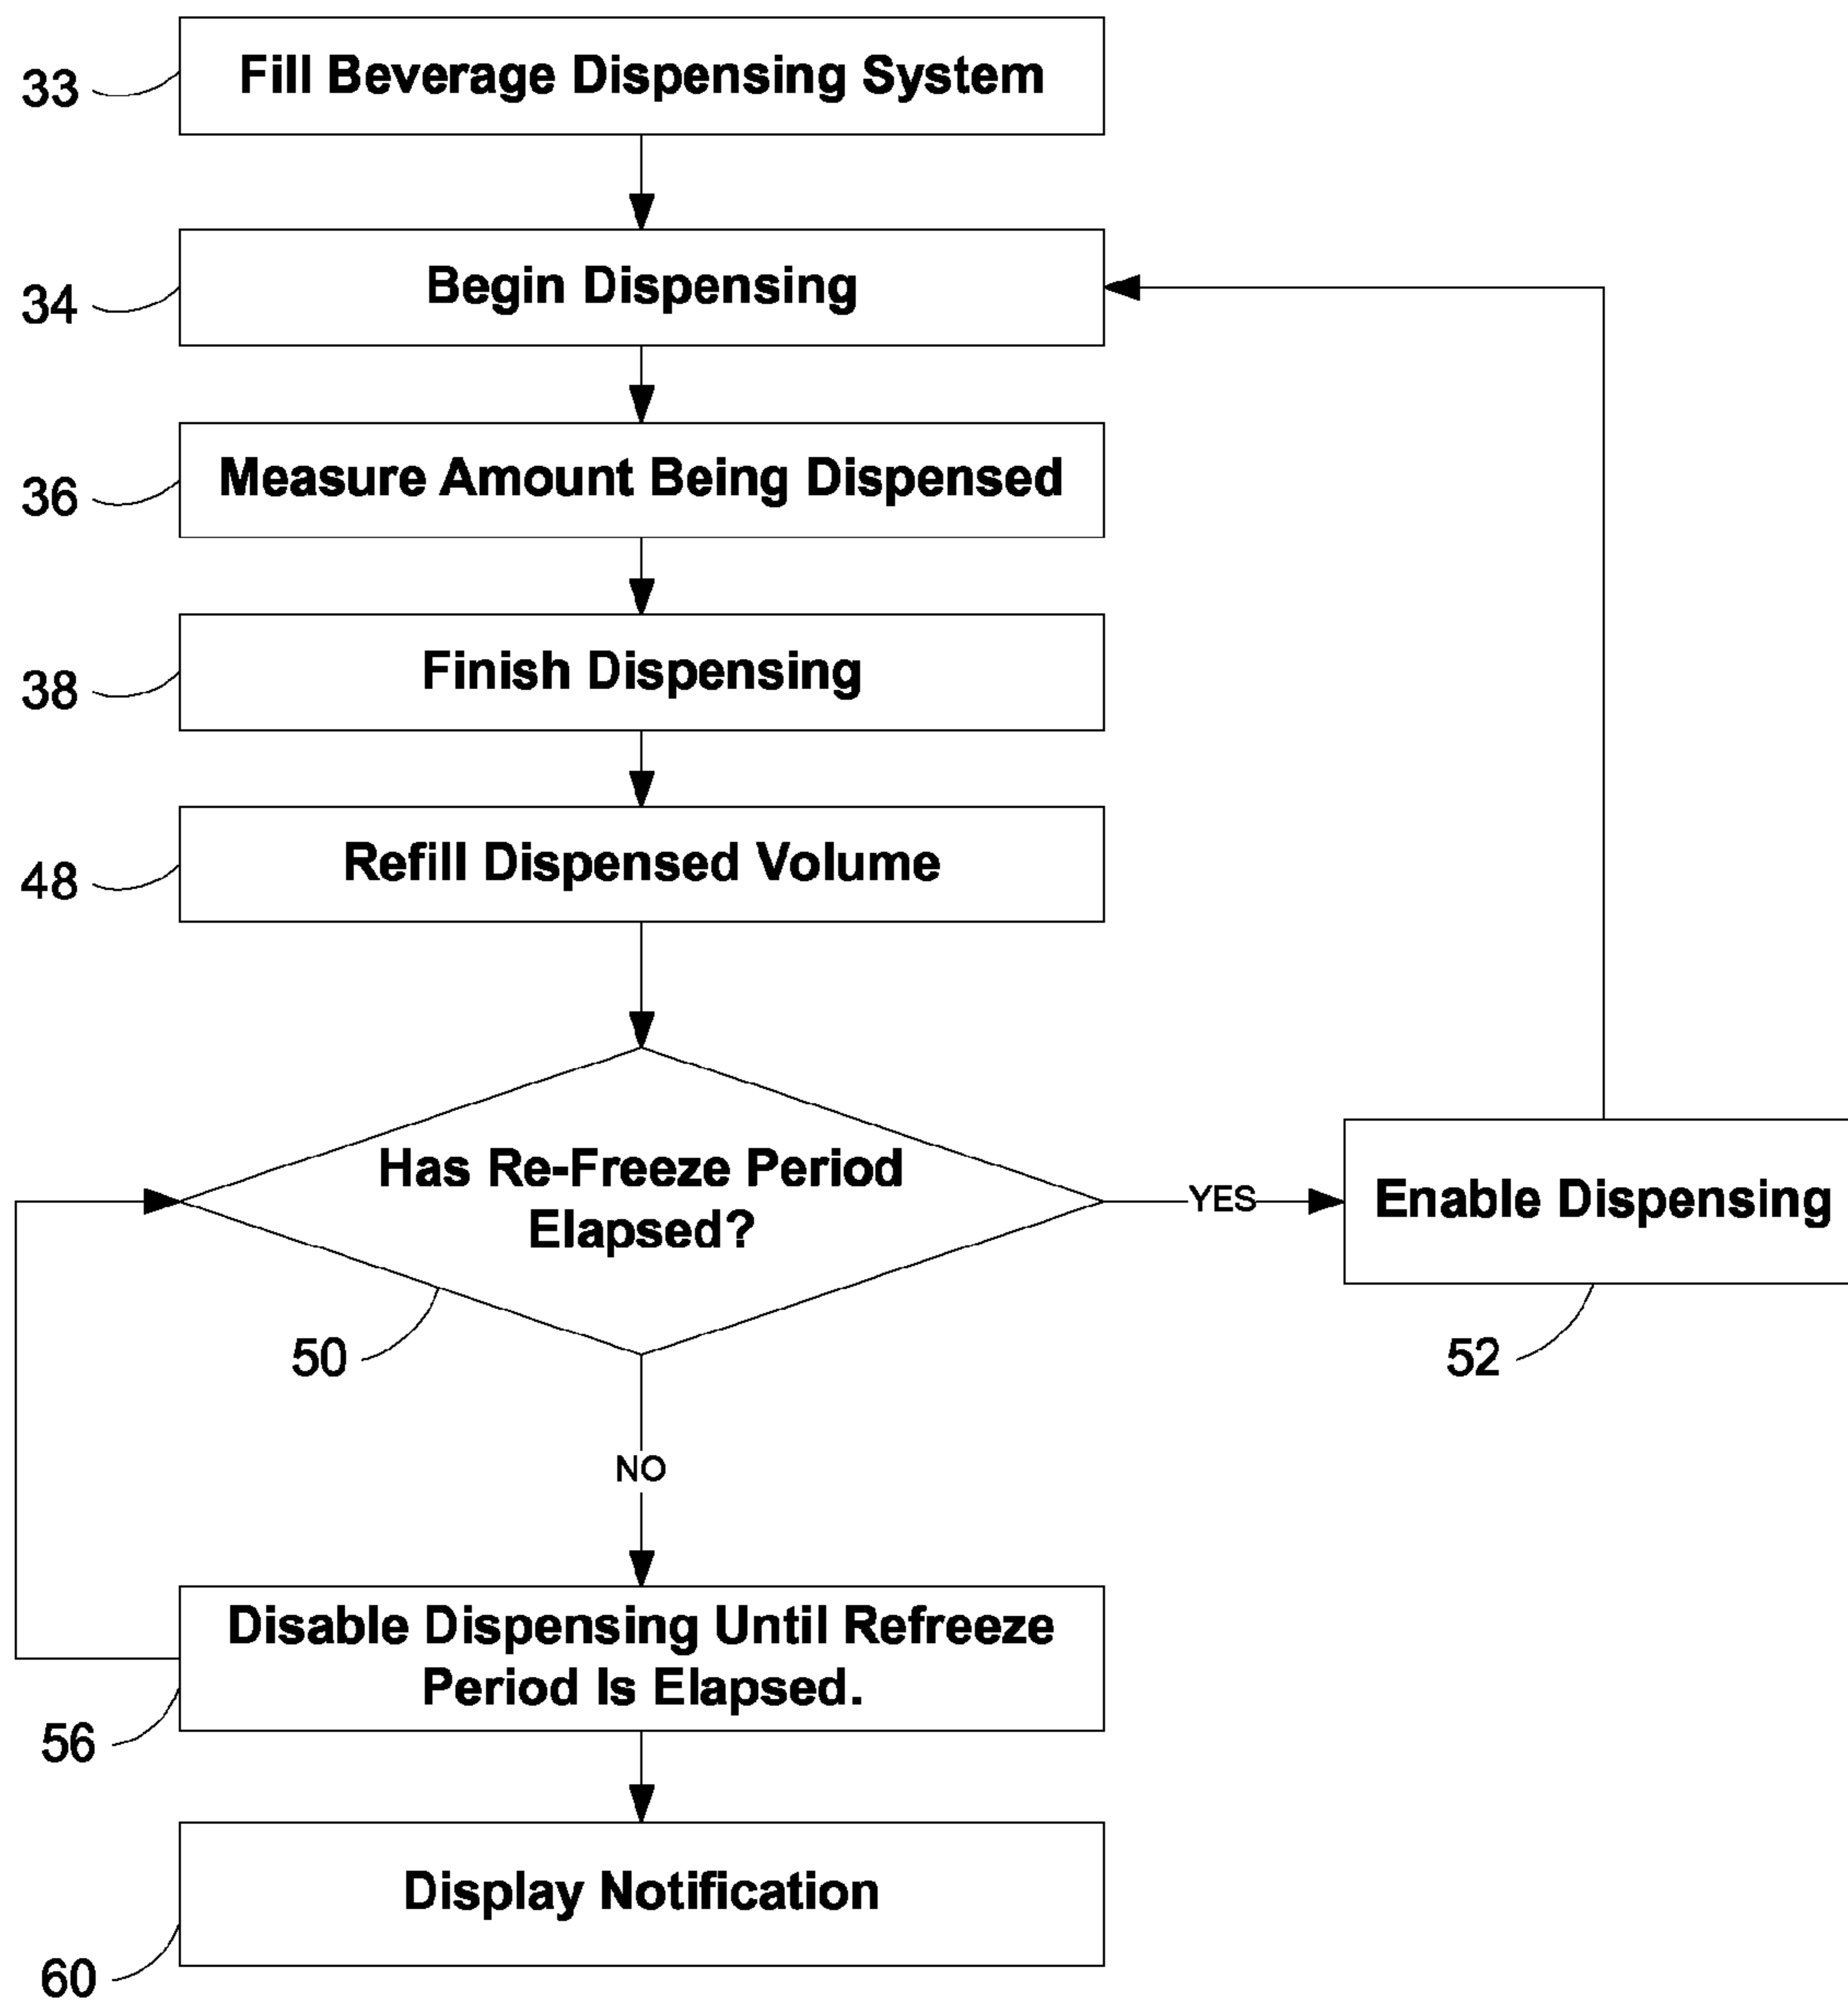 33
Fill Beverage Dispensing System
34
Begin Dispensing
36
Measure Amount Being Dispensed
38
Finish Dispensing
48
Refill Dispensed Volume
Has Re-Freeze Period
Elapsed?
YES
Enable Dispensing
50
52
NO
Disable Dispensing Until Refreeze
Period Is Elapsed.
56
Display Notification
60